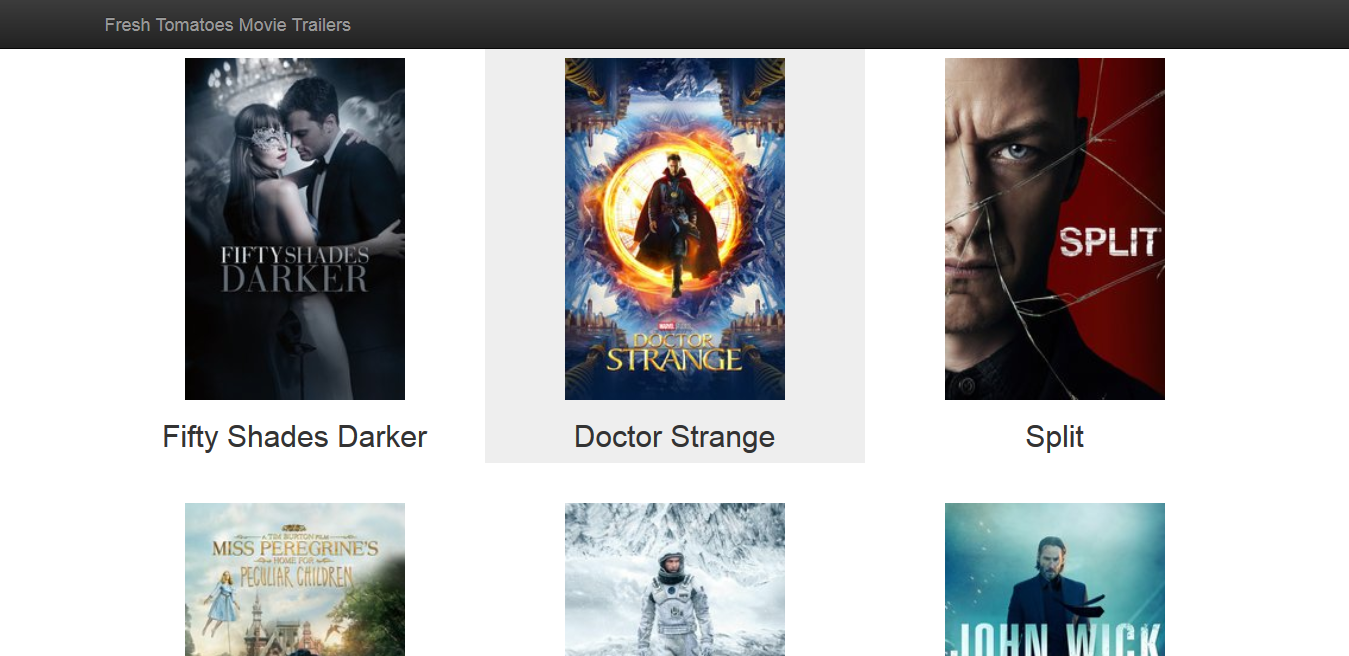 Fresh Tomatoes Movie Trailers
FIFTY SHADES
DARKER
MARVEL STUDIOS
DOCTOR
STRANGE
SPLIT
Fifty Shades Darker
Doctor Strange
Split
A TIM BURTON FILM
MISS PEREGRINE'S
HOME FOR
PECULIAR CHILDREN
JOHN WICK